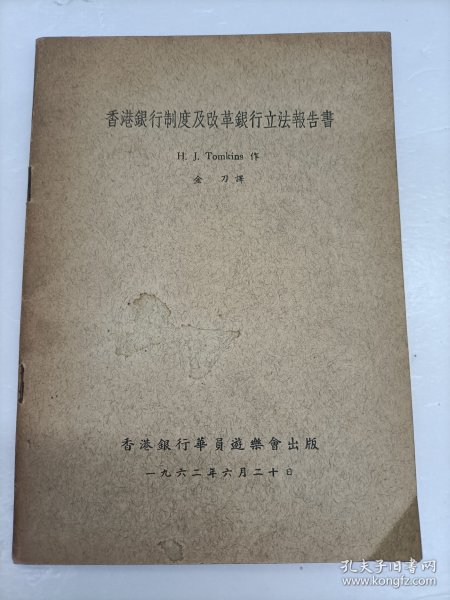 香港銀行制度及改革銀行立法報告書
H. J. Tomkins 作
金刀譯
香港銀行華員遊樂會出版
一九六二年六月二十日
孔夫子旧书网
www.kongfz.com